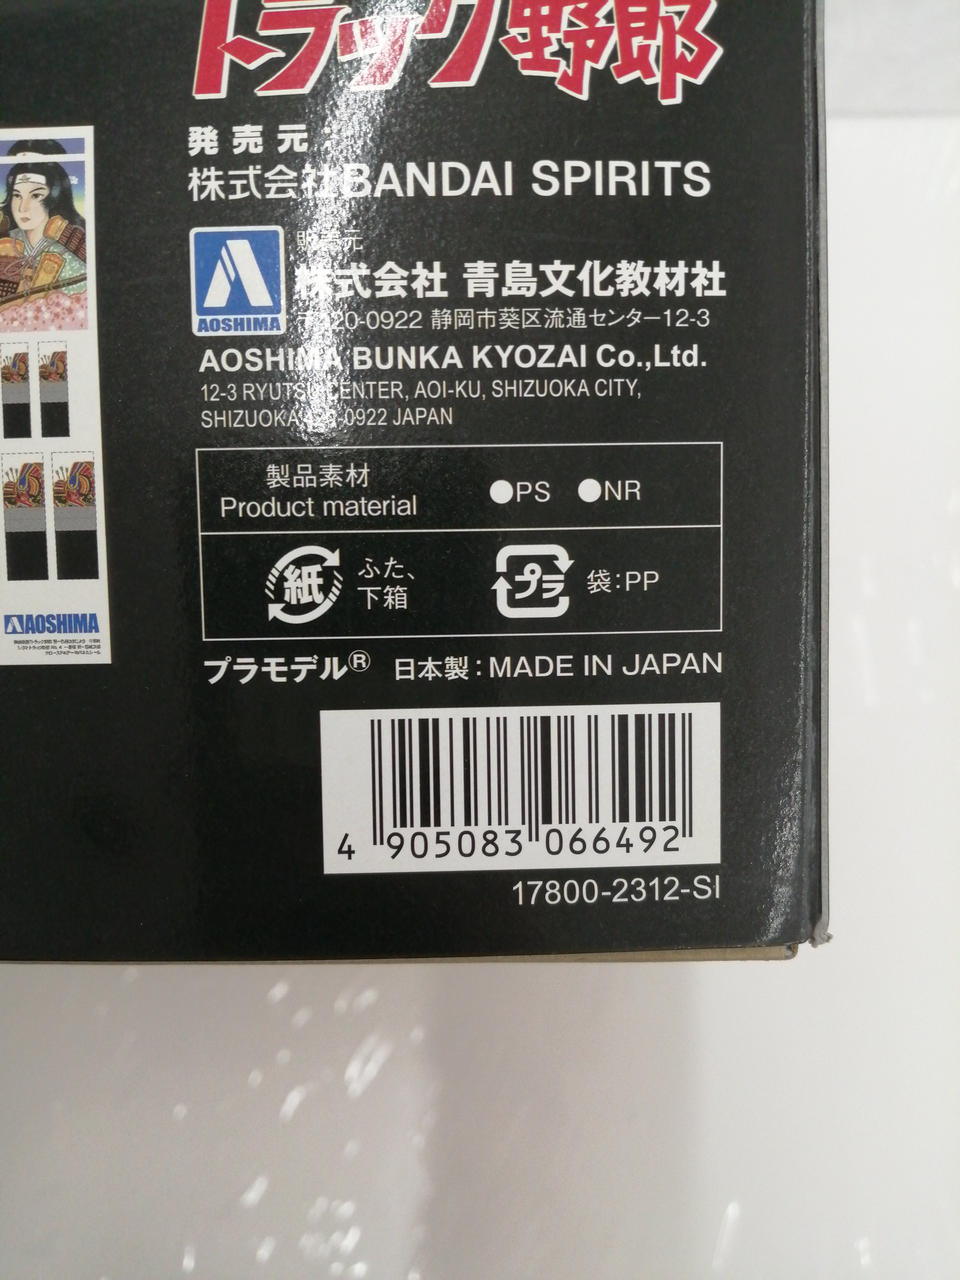 トラック野郎
発売元:
株式会社BANDAI SPIRITS
販売元
株式会社 青島文化教材社
AOSHIMA
〒420-0922 静岡市葵区流通センター12-3
AOSHIMA BUNKA KYOZAI Co.,Ltd.
12-3 RYUTSU CENTER, AOI-KU, SHIZUOKA CITY,
SHIZUOKA 420-0922 JAPAN
製品素材
Product material
●PS ●NR
紙
ふた、
下箱
プラ
袋:PP
AOSHIMA
プラモデル® 日本製:MADE IN JAPAN
4 905083 066492
17800-2312-SI